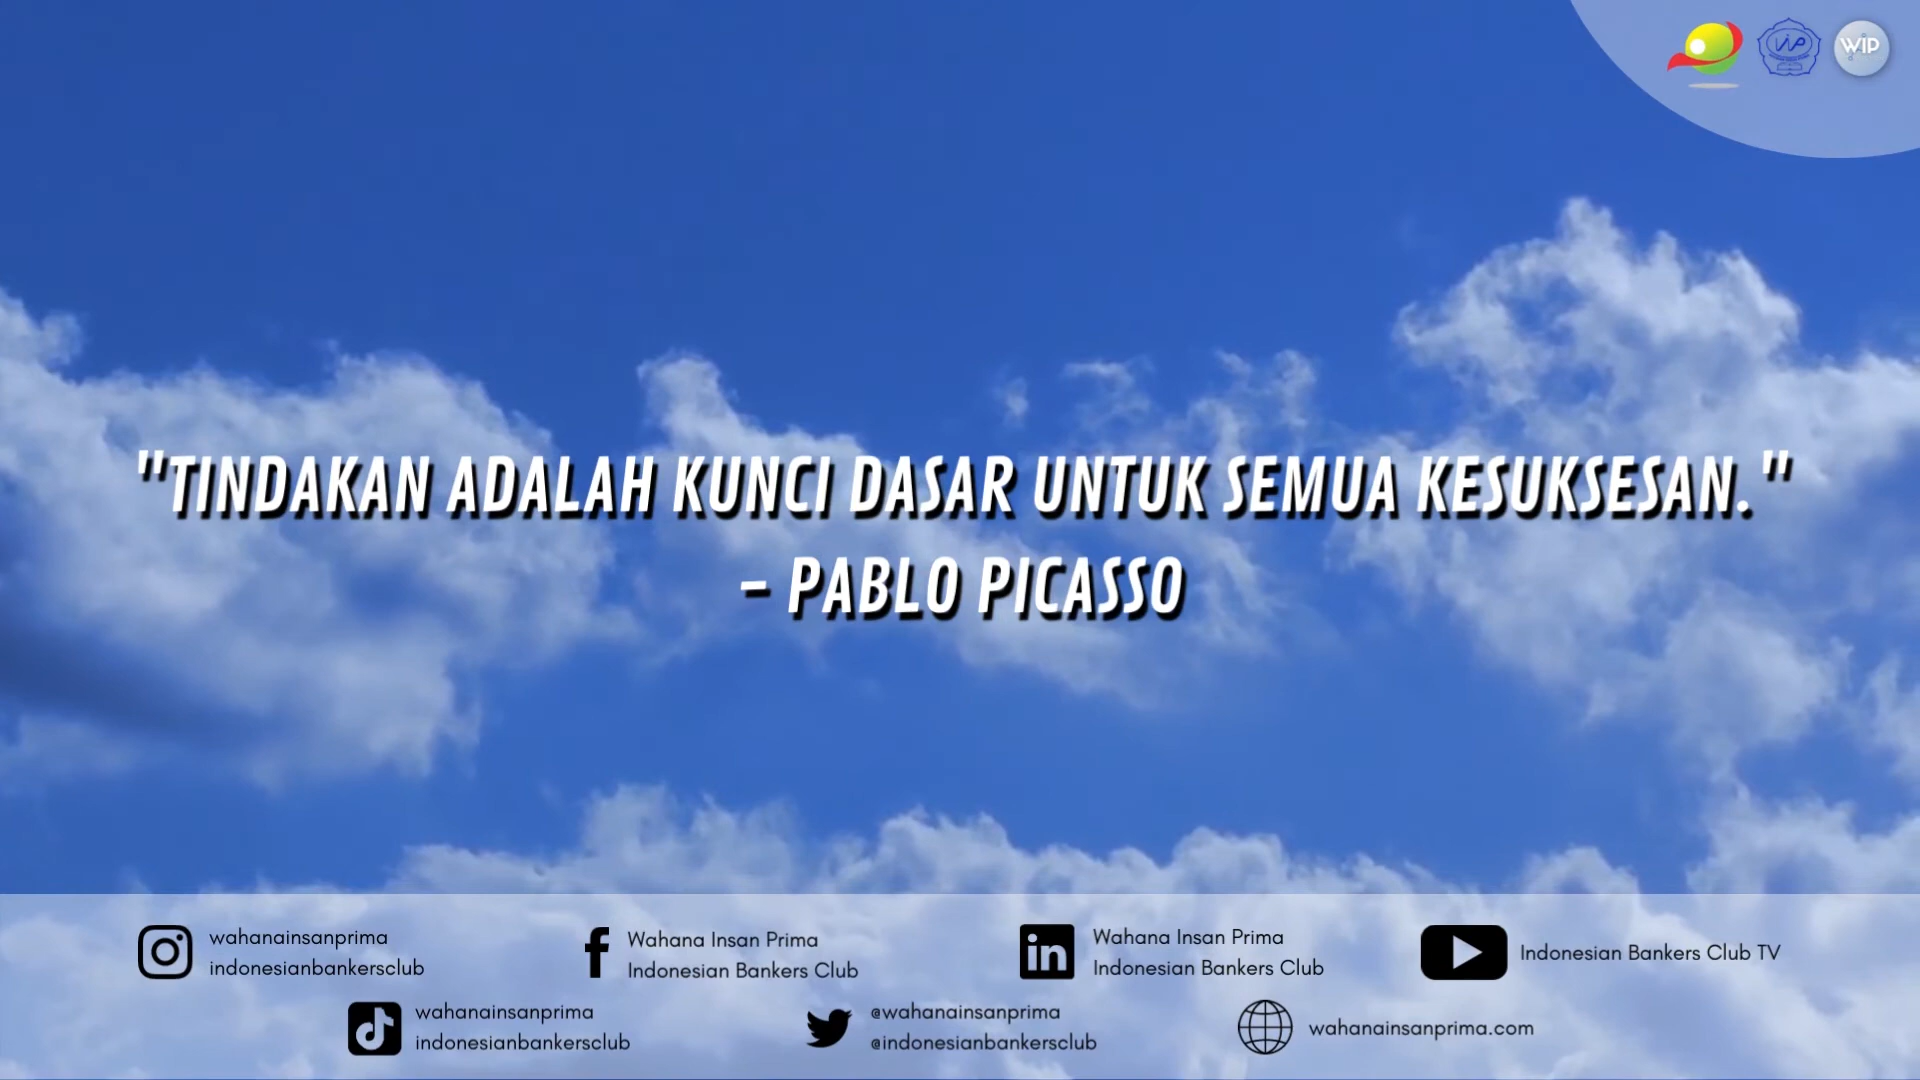 WIP
"TINDAKAN ADALAH KUNCI DASAR UNTUK SEMUA KESUKSESAN."
- PABLO PICASSO
wahanainsanprima
indonesianbankersclub
Wahana Insan Prima
Indonesian Bankers Club
Wahana Insan Prima
Indonesian Bankers Club
Indonesian Bankers Club TV
wahanainsanprima
indonesianbankersclub
@wahanainsanprima
@indonesianbankersclub
wahanainsanprima.com